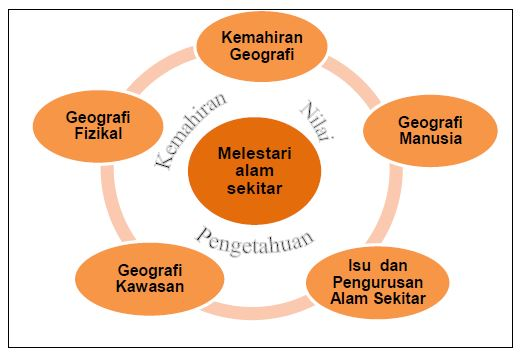 Kemahiran
Geografi
Geografi
Fizikal
Kemahiran
Nilai
Geografi
Manusia
Melestari
alam
sekitar
Pengetahuan
Geografi
Kawasan
Isu dan
Pengurusan
Alam Sekitar